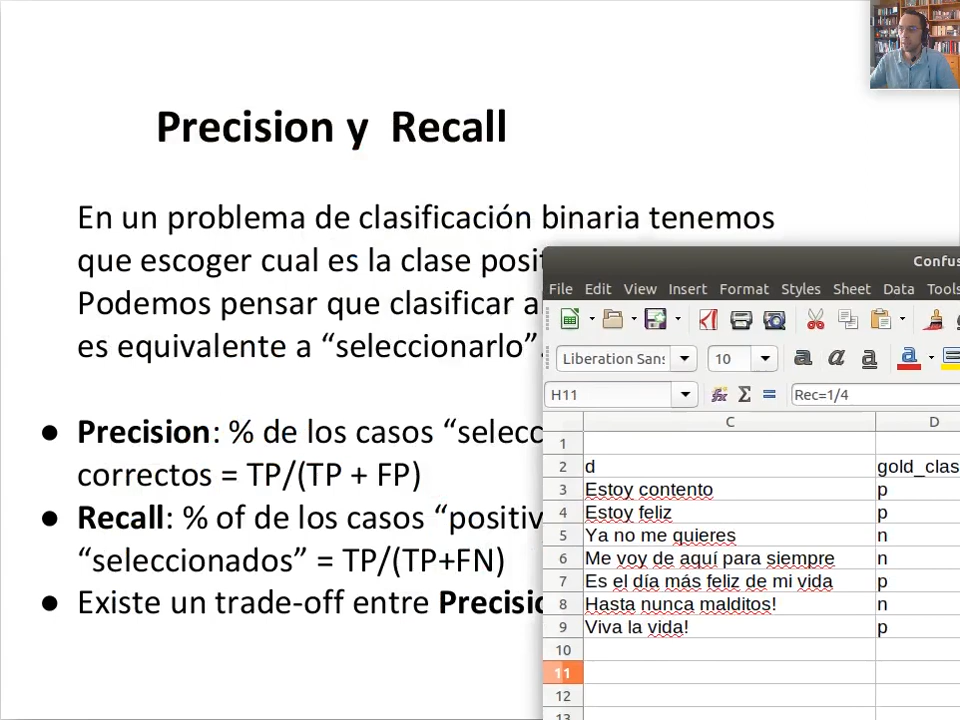 Precision y Recall
En un problema de clasificación binaria tenemos
que escoger cual es la clase posit
Podemos pensar que clasificar a
es equivalente a “seleccionarlo”.
● Precision: % de los casos “selecc
correctos = TP/(TP + FP)
● Recall: % of de los casos “positiv
“seleccionados” = TP/(TP+FN)
● Existe un trade-off entre Precisio
Confus
File Edit View Insert Format Styles Sheet Data Tools
Liberation Sans 10
H11 Rec=1/4
C D
1
2 d gold_clas
3 Estoy contento p
4 Estoy feliz p
5 Ya no me quieres n
6 Me voy de aquí para siempre n
7 Es el día más feliz de mi vida p
8 Hasta nunca malditos! n
9 Viva la vida! p
10
11
12
13